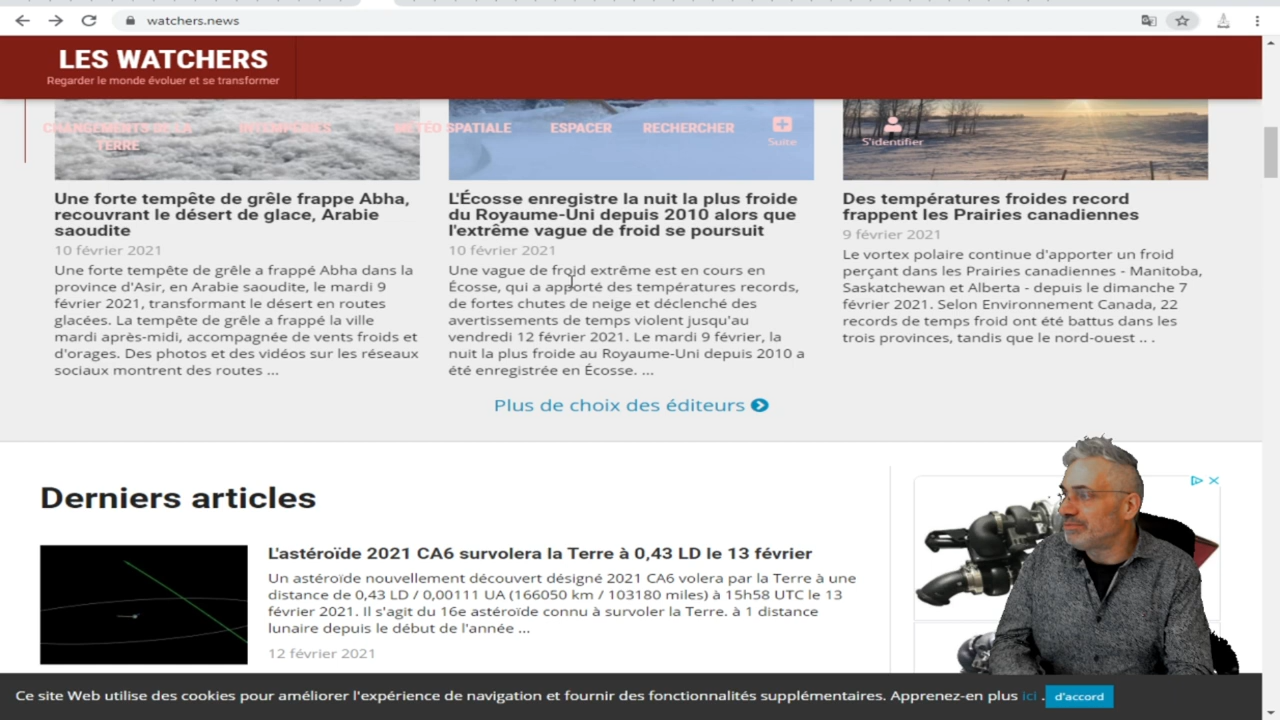 watchers.news
LES WATCHERS
Regarder le monde évoluer et se transformer
CHANGEMENTS DE LA
TERRE
INTEMPÉRIES
MÉTÉO SPATIALE
ESPACER
RECHERCHER
Suite
S'identifier
Une forte tempête de grêle frappe Abha,
recouvrant le désert de glace, Arabie
saoudite
10 février 2021
Une forte tempête de grêle a frappé Abha dans la
province d'Asir, en Arabie saoudite, le mardi 9
février 2021, transformant le désert en routes
glacées. La tempête de grêle a frappé la ville
mardi après-midi, accompagnée de vents froids et
d'orages. Des photos et des vidéos sur les réseaux
sociaux montrent des routes ...
L'Écosse enregistre la nuit la plus froide
du Royaume-Uni depuis 2010 alors que
l'extrême vague de froid se poursuit
10 février 2021
Une vague de froid extrême est en cours en
Écosse, qui a apporté des températures records,
de fortes chutes de neige et déclenché des
avertissements de temps violent jusqu'au
vendredi 12 février 2021. Le mardi 9 février, la
nuit la plus froide au Royaume-Uni depuis 2010 a
été enregistrée en Écosse. ...
Des températures froides record
frappent les Prairies canadiennes
9 février 2021
Le vortex polaire continue d'apporter un froid
perçant dans les Prairies canadiennes - Manitoba,
Saskatchewan et Alberta - depuis le dimanche 7
février 2021. Selon Environnement Canada, 22
records de temps froid ont été battus dans les
trois provinces, tandis que le nord-ouest .. .
Plus de choix des éditeurs
Derniers articles
L'astéroïde 2021 CA6 survolera la Terre à 0,43 LD le 13 février
Un astéroïde nouvellement découvert désigné 2021 CA6 volera par la Terre à une
distance de 0,43 LD / 0,00111 UA (166050 km / 103180 miles) à 15h58 UTC le 13
février 2021. Il s'agit du 16e astéroïde connu à survoler la Terre. à 1 distance
lunaire depuis le début de l'année ...
12 février 2021
Ce site Web utilise des cookies pour améliorer l'expérience de navigation et fournir des fonctionnalités supplémentaires. Apprenez-en plus ici . d'accord